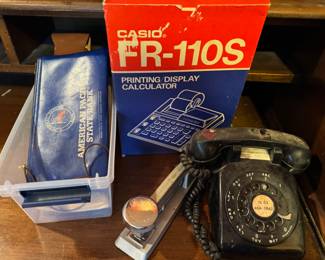 CASIO
FR-110S
PRINTING DISPLAY
CALCULATOR
AMERICAN PACIFIC
STATE BANK